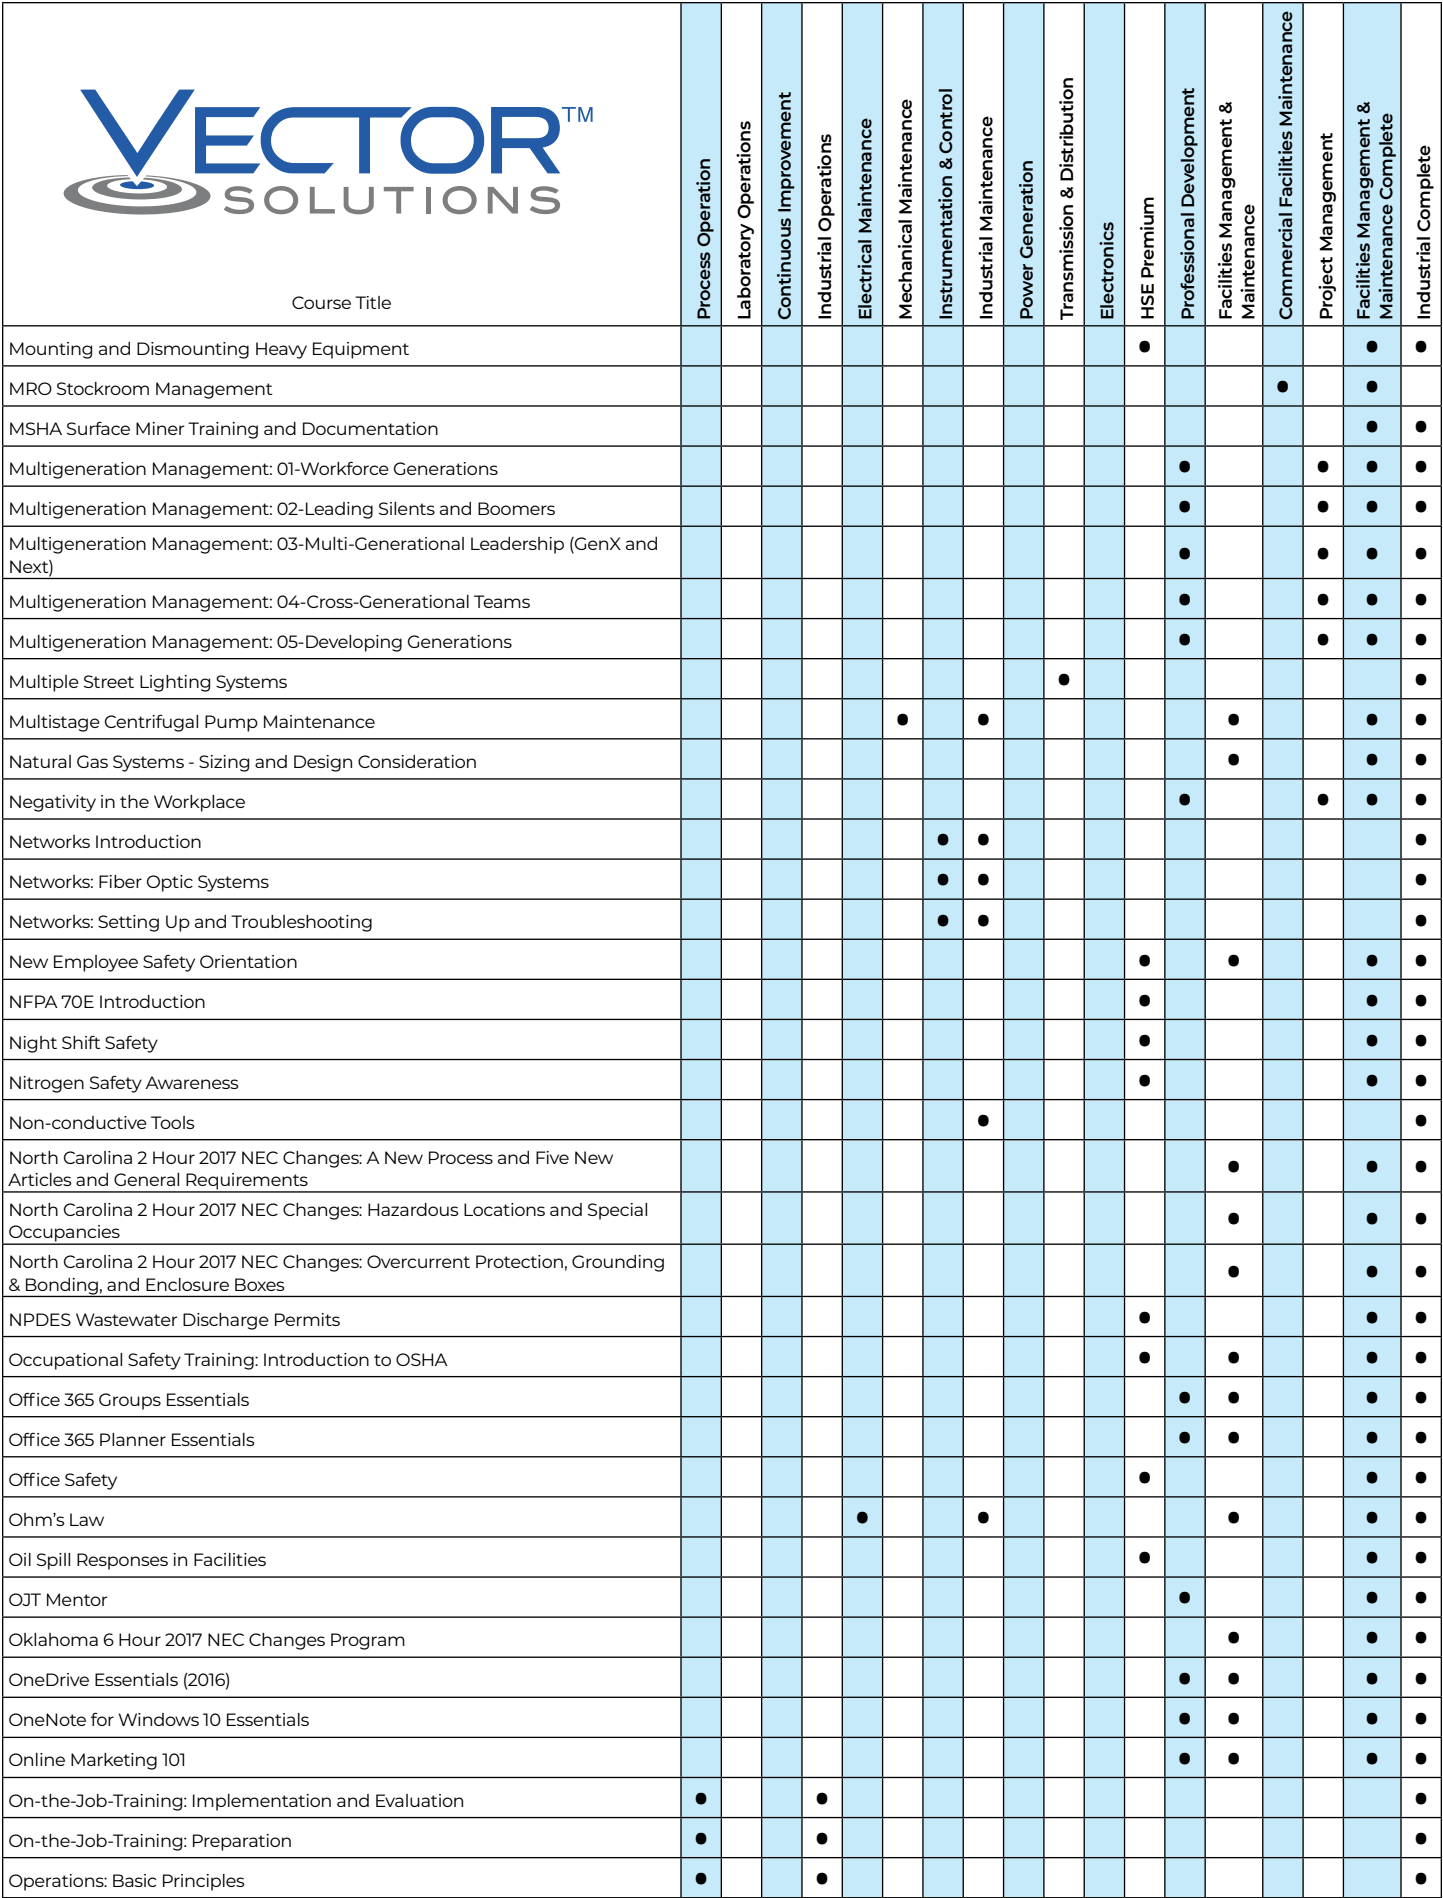 VECTOR™
SOLUTIONS
Course Title
Process Operation
Laboratory Operations
Continuous Improvement
Industrial Operations
Electrical Maintenance
Mechanical Maintenance
Instrumentation & Control
Industrial Maintenance
Power Generation
Transmission & Distribution
Electronics
HSE Premium
Professional Development
Facilities Management &
Maintenance
Commercial Facilities Maintenance
Project Management
Facilities Management &
Maintenance Complete
Industrial Complete
Mounting and Dismounting Heavy Equipment • • •
MRO Stockroom Management • •
MSHA Surface Miner Training and Documentation • •
Multigeneration Management: 01-Workforce Generations • • • •
Multigeneration Management: 02-Leading Silents and Boomers • • • •
Multigeneration Management: 03-Multi-Generational Leadership (GenX and
Next) • • • •
Multigeneration Management: 04-Cross-Generational Teams • • • •
Multigeneration Management: 05-Developing Generations • • • •
Multiple Street Lighting Systems • •
Multistage Centrifugal Pump Maintenance • • • • •
Natural Gas Systems - Sizing and Design Consideration • • •
Negativity in the Workplace • • • •
Networks Introduction • • •
Networks: Fiber Optic Systems • • •
Networks: Setting Up and Troubleshooting • • •
New Employee Safety Orientation • • • •
NFPA 70E Introduction • • •
Night Shift Safety • • •
Nitrogen Safety Awareness • • •
Non-conductive Tools • •
North Carolina 2 Hour 2017 NEC Changes: A New Process and Five New
Articles and General Requirements • • •
North Carolina 2 Hour 2017 NEC Changes: Hazardous Locations and Special
Occupancies • • •
North Carolina 2 Hour 2017 NEC Changes: Overcurrent Protection, Grounding
& Bonding, and Enclosure Boxes • • •
NPDES Wastewater Discharge Permits • • •
Occupational Safety Training: Introduction to OSHA • • • •
Office 365 Groups Essentials • • • •
Office 365 Planner Essentials • • • •
Office Safety • • •
Ohm's Law • • • • •
Oil Spill Responses in Facilities • • •
OJT Mentor • • •
Oklahoma 6 Hour 2017 NEC Changes Program • • •
OneDrive Essentials (2016) • • • •
OneNote for Windows 10 Essentials • • • •
Online Marketing 101 • • • •
On-the-Job-Training: Implementation and Evaluation • • •
On-the-Job-Training: Preparation • • •
Operations: Basic Principles • • •